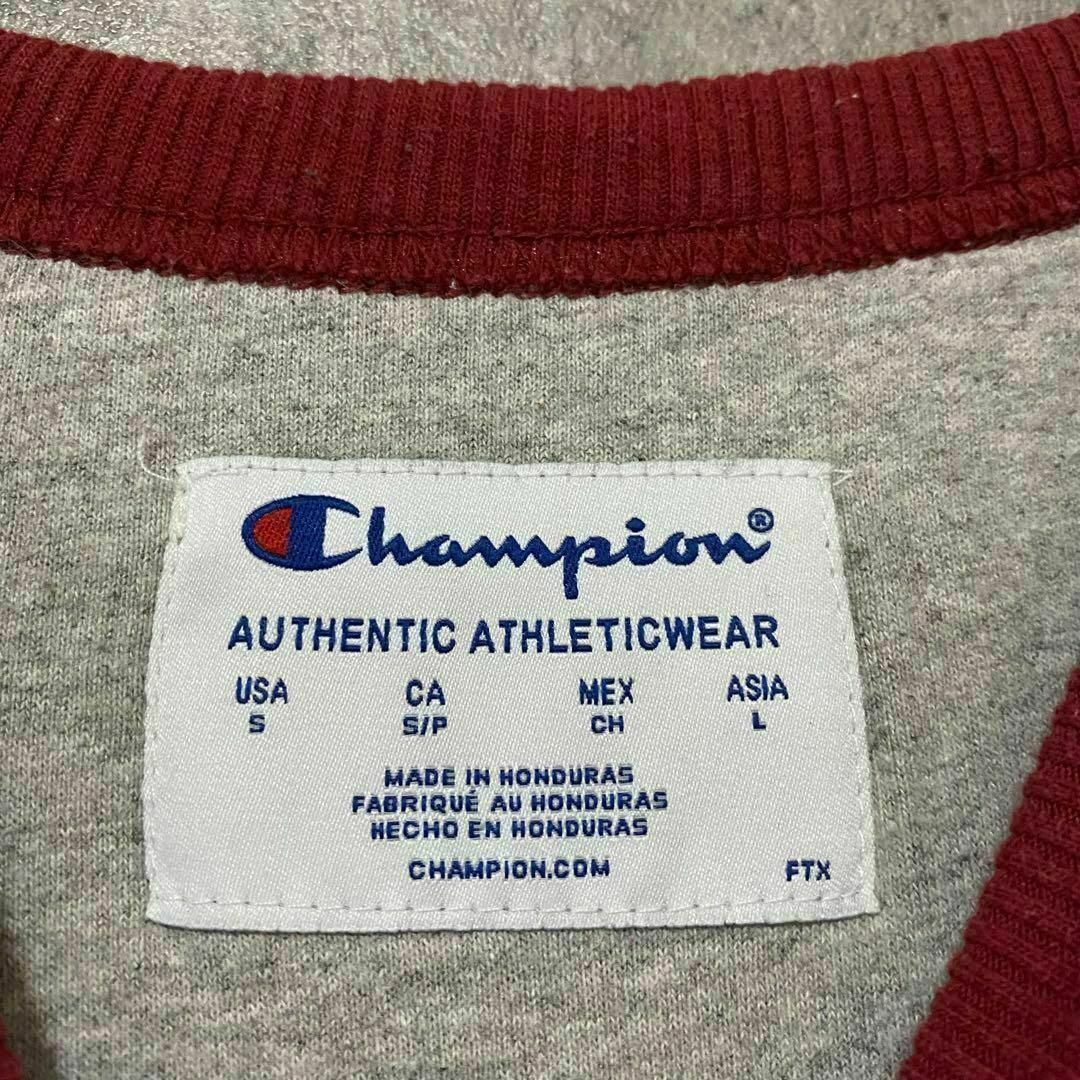 Champion®
AUTHENTIC ATHLETICWEAR
USA CA MEX ASIA
S S/P CH L
MADE IN HONDURAS
FABRIQUÉ AU HONDURAS
HECHO EN HONDURAS
CHAMPION.COM FTX